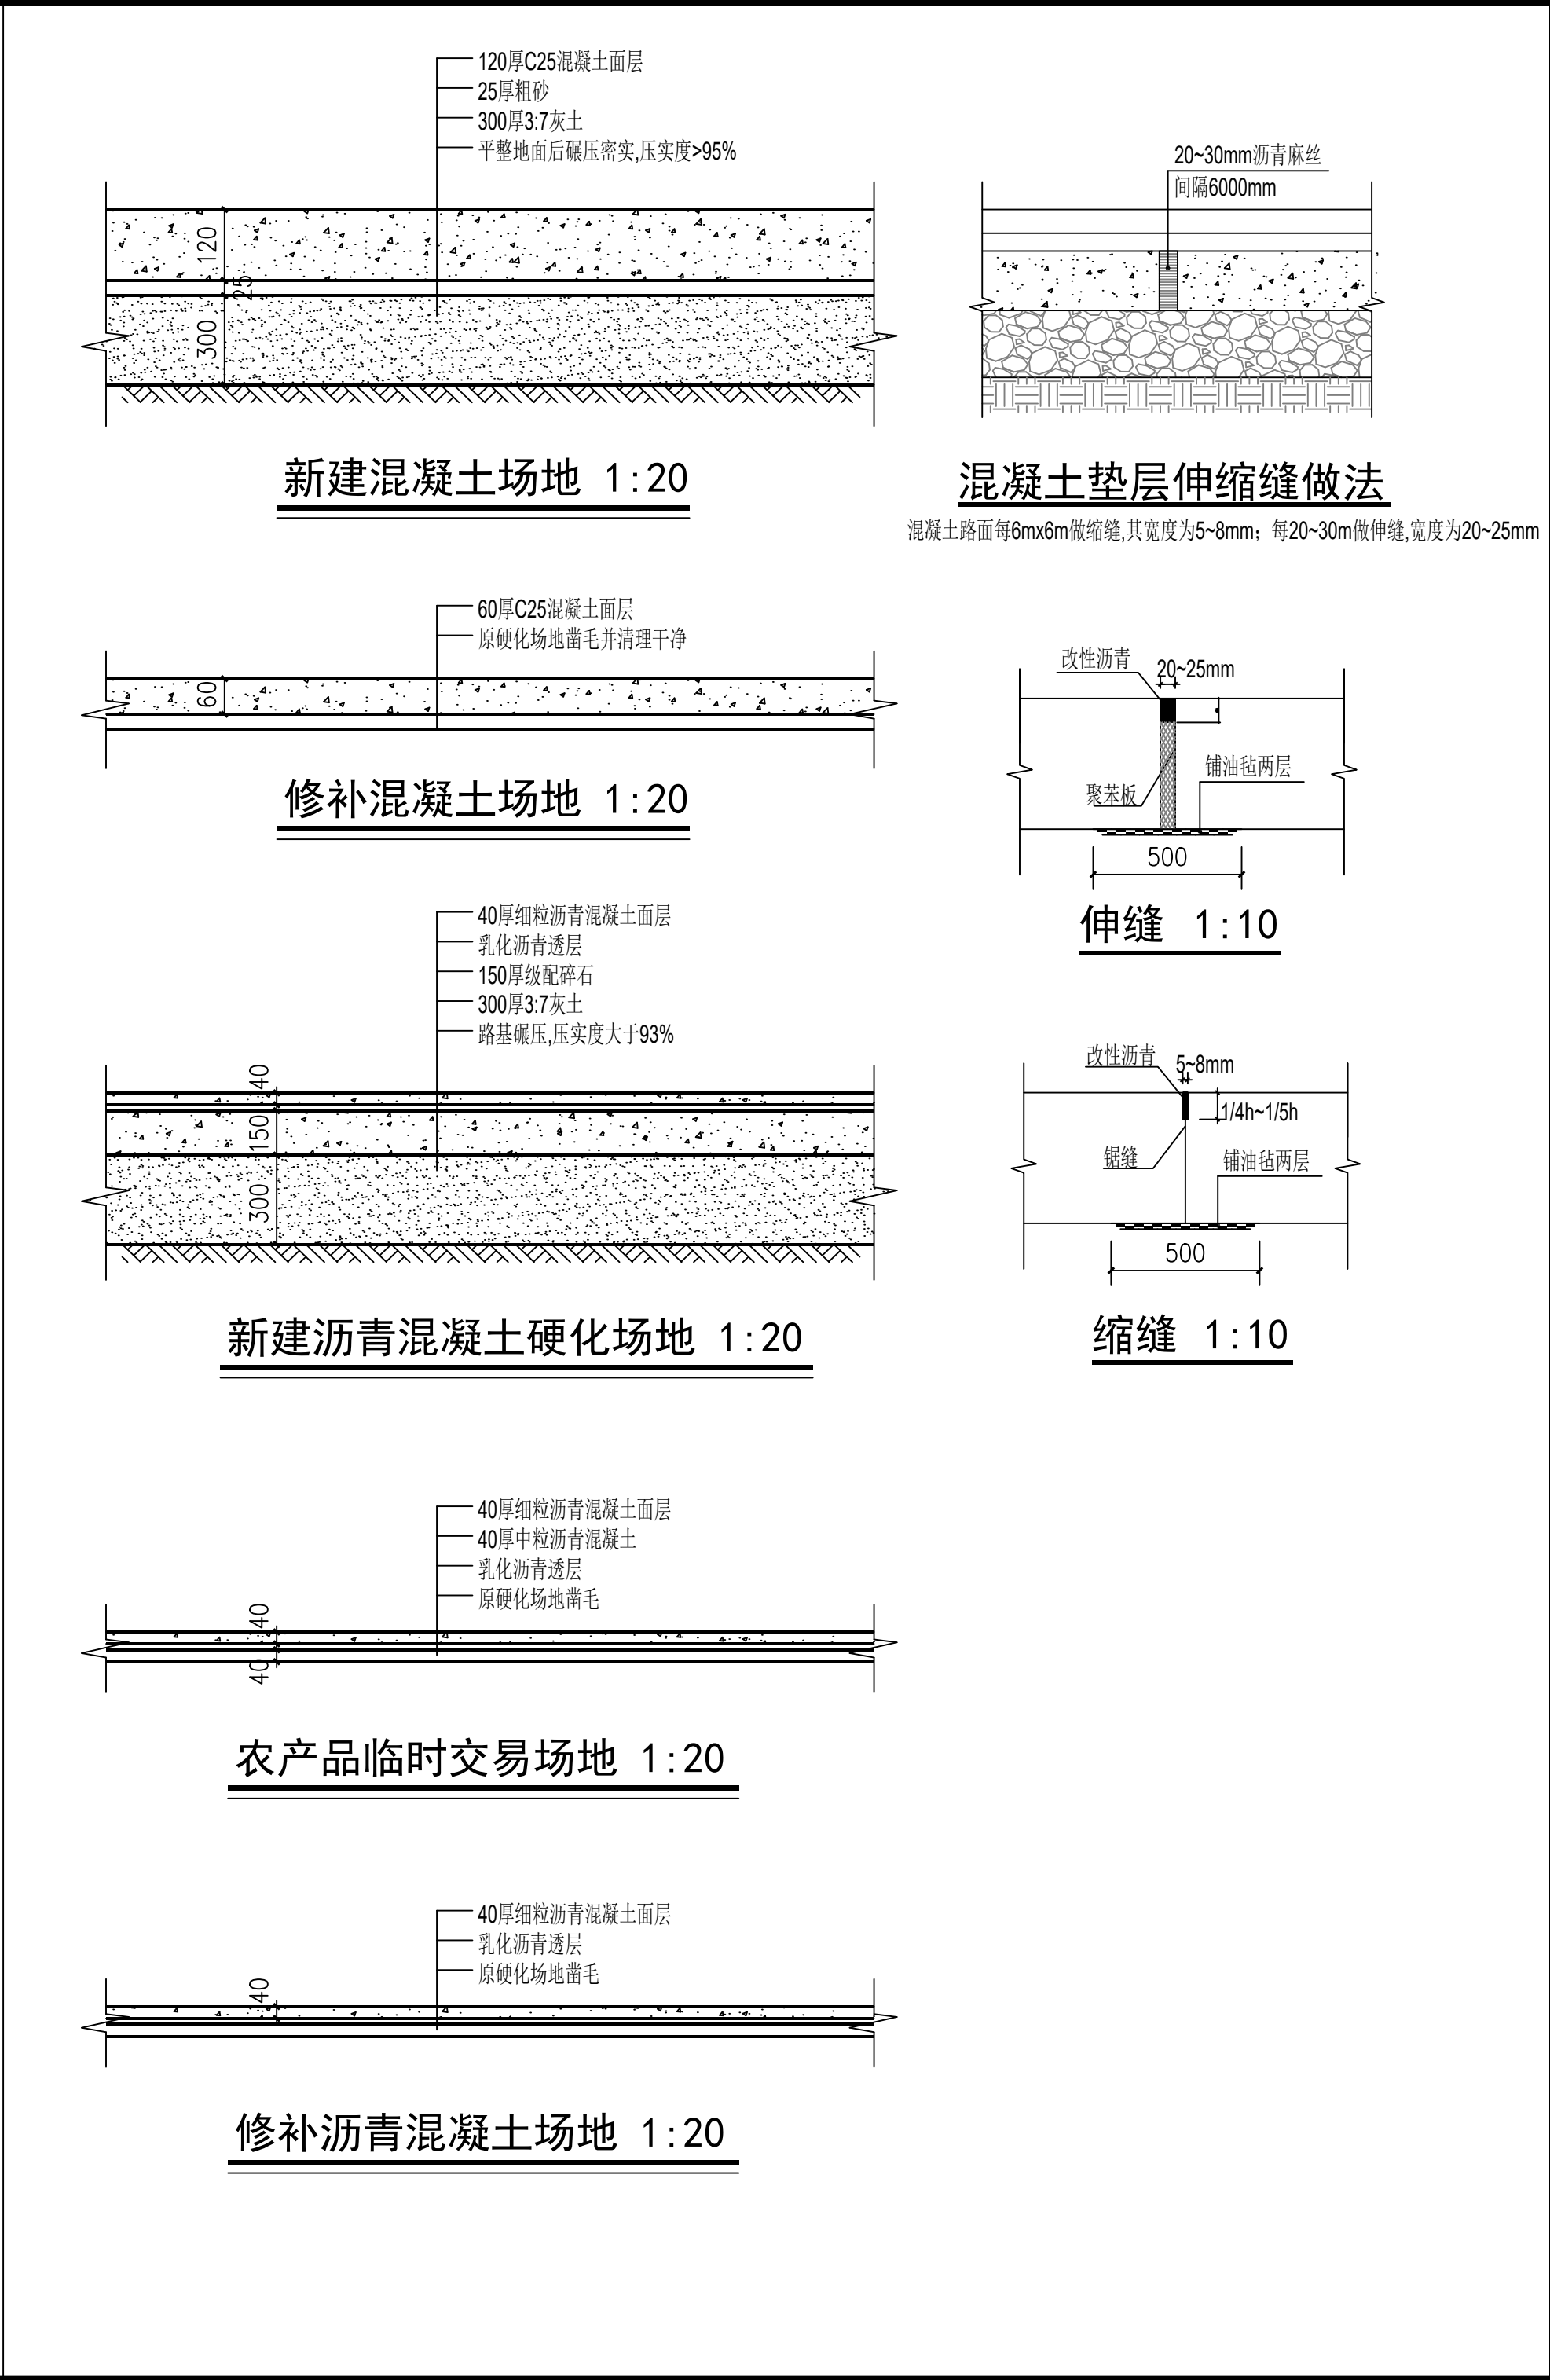 120厚C25混凝土面层
25厚粗砂
300厚3:7灰土
平整地面后碾压密实,压实度>95%
120
25
300
新建混凝土场地 1:20
20~30mm沥青麻丝
间隔6000mm
混凝土垫层伸缩缝做法
混凝土路面每6mx6m做缩缝,其宽度为5~8mm；每20~30m做伸缝,宽度为20~25mm
60厚C25混凝土面层
原硬化场地凿毛并清理干净
60
修补混凝土场地 1:20
改性沥青
20~25mm
铺油毡两层
聚苯板
500
伸缝 1:10
40厚细粒沥青混凝土面层
乳化沥青透层
150厚级配碎石
300厚3:7灰土
路基碾压,压实度大于93%
40
150
300
新建沥青混凝土硬化场地 1:20
改性沥青
5~8mm
1/4h~1/5h
锯缝
铺油毡两层
500
缩缝 1:10
40厚细粒沥青混凝土面层
40厚中粒沥青混凝土
乳化沥青透层
原硬化场地凿毛
40
40
农产品临时交易场地 1:20
40厚细粒沥青混凝土面层
乳化沥青透层
原硬化场地凿毛
40
修补沥青混凝土场地 1:20